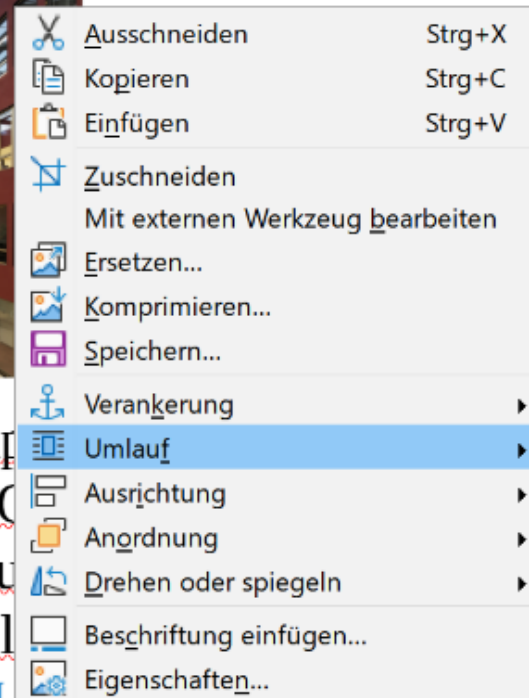 Ausschneiden Strg+X
Kopieren Strg+C
Einfügen Strg+V
Zuschneiden
Mit externen Werkzeug bearbeiten
Ersetzen...
Komprimieren...
Speichern...
Verankerung
Umlauf
Ausrichtung
Anordnung
Drehen oder spiegeln
Beschriftung einfügen...
Eigenschaften...